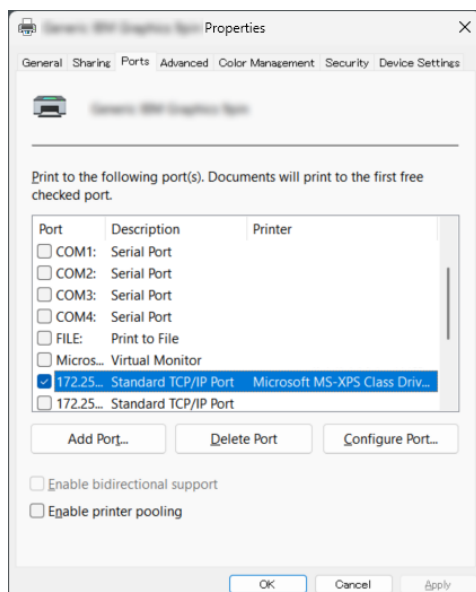 Properties
General Sharing Ports Advanced Color Management Security Device Settings
Print to the following port(s). Documents will print to the first free
checked port.
Port Description Printer
COM1: Serial Port
COM2: Serial Port
COM3: Serial Port
COM4: Serial Port
FILE: Print to File
Micros... Virtual Monitor
172.25... Standard TCP/IP Port Microsoft MS-XPS Class Driv...
172.25... Standard TCP/IP Port
Add Port... Delete Port Configure Port...
Enable bidirectional support
Enable printer pooling
OK Cancel Apply